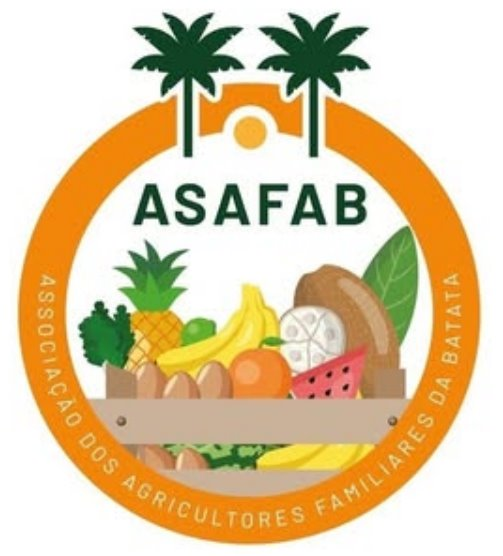 ASAFAB
ASSOCIAÇÃO DOS AGRICULTORES FAMILIARES DA BATATA